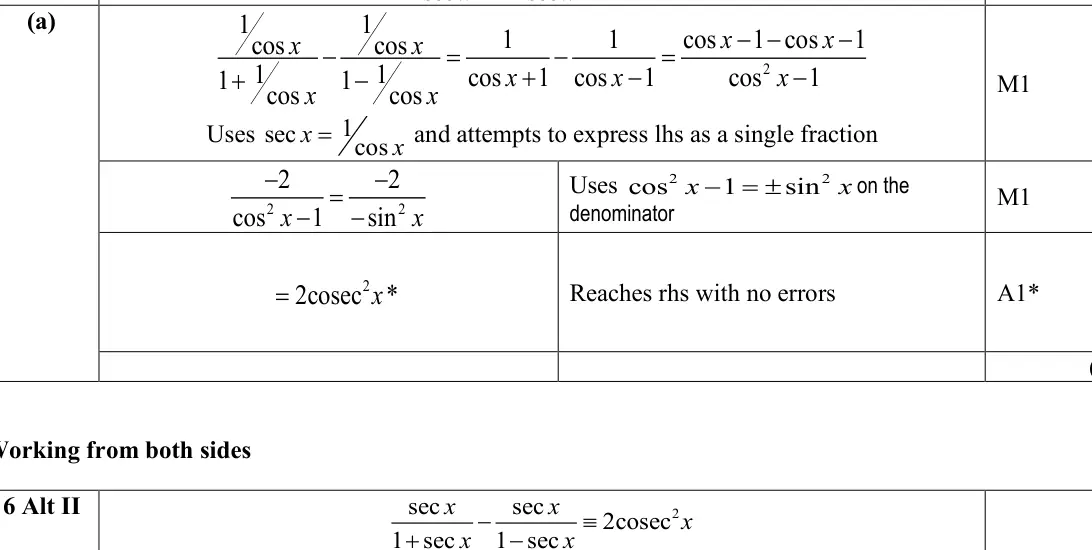 (a)
1/cos x / (1 + 1/cos x) − 1/cos x / (1 − 1/cos x) = 1/(cos x + 1) − 1/(cos x − 1) = (cos x − 1 − cos x − 1)/(cos² x − 1)
M1
Uses sec x = 1/cos x and attempts to express lhs as a single fraction
−2/(cos² x − 1) = −2/(−sin² x)
Uses cos² x − 1 = ± sin² x on the
denominator
M1
= 2cosec²x *
Reaches rhs with no errors
A1*
(
Working from both sides
6 Alt II
sec x/(1 + sec x) − sec x/(1 − sec x) ≡ 2cosec²x